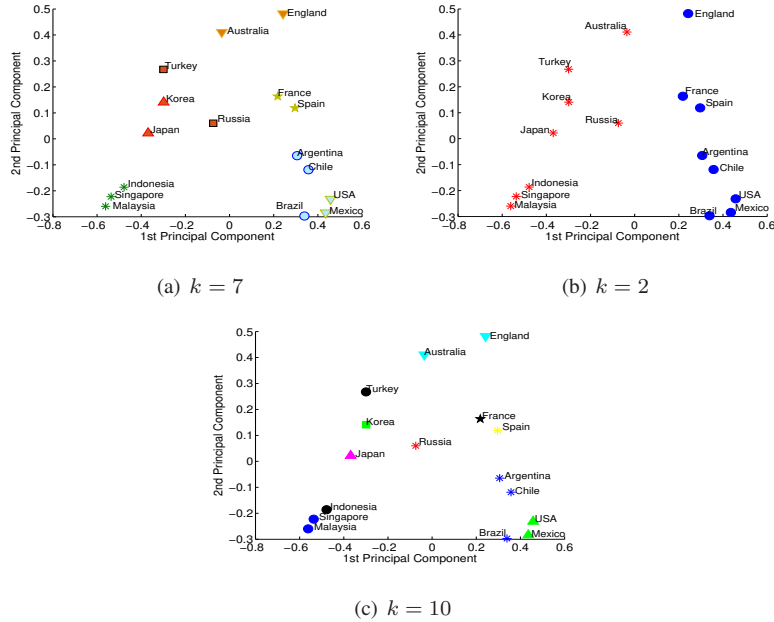 0.5
England
Australia
0.4
0.3
Turkey
0.2
France
Korea
Spain
0.1
Russia
Japan
0
Argentina
−0.1
Chile
Indonesia
−0.2
Singapore
USA
Malaysia
Brazil
Mexico
−0.3
−0.8 −0.6 −0.4 −0.2 0 0.2 0.4 0.6
1st Principal Component
2nd Principal Component
(a) k = 7
0.5
England
Australia
0.4
0.3
Turkey
0.2
France
Korea
Spain
0.1
Russia
Japan
0
Argentina
−0.1
Chile
Indonesia
−0.2
Singapore
USA
Malaysia
Brazil
Mexico
−0.3
−0.8 −0.6 −0.4 −0.2 0 0.2 0.4 0.6
1st Principal Component
2nd Principal Component
(b) k = 2
0.5
England
Australia
0.4
0.3
Turkey
0.2
France
Korea
Spain
0.1
Russia
Japan
0
Argentina
−0.1
Chile
Indonesia
−0.2
Singapore
USA
Malaysia
Brazil
Mexico
−0.3
−0.8 −0.6 −0.4 −0.2 0 0.2 0.4 0.6
1st Principal Component
2nd Principal Component
(c) k = 10